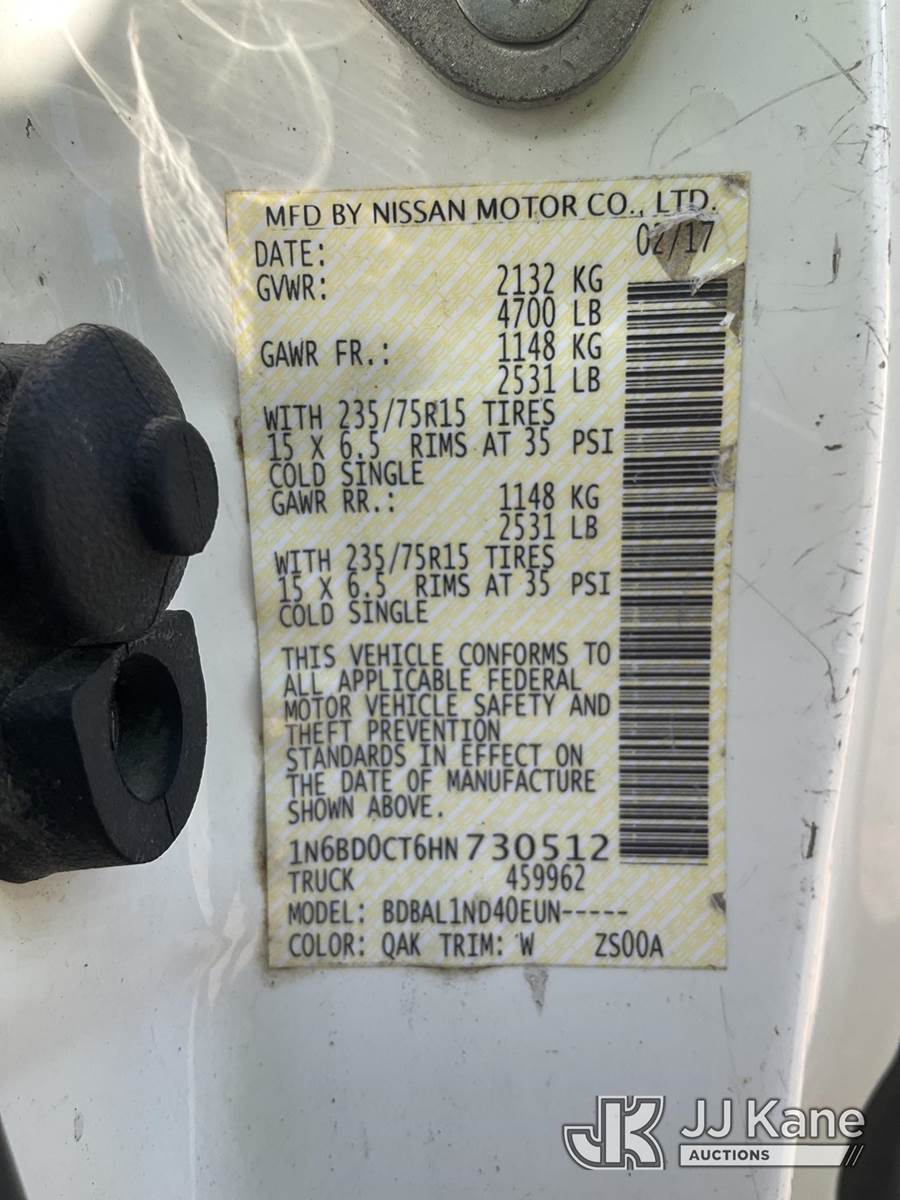 MFD BY NISSAN MOTOR CO., LTD.
DATE: 02/17
GVWR: 2132 KG
4700 LB
GAWR FR.: 1148 KG
2531 LB
WITH 235/75R15 TIRES
15 X 6.5 RIMS AT 35 PSI
COLD SINGLE
GAWR RR.: 1148 KG
2531 LB
WITH 235/75R15 TIRES
15 X 6.5 RIMS AT 35 PSI
COLD SINGLE
THIS VEHICLE CONFORMS TO
ALL APPLICABLE FEDERAL
MOTOR VEHICLE SAFETY AND
THEFT PREVENTION
STANDARDS IN EFFECT ON
THE DATE OF MANUFACTURE
SHOWN ABOVE.
1N6BD0CT6HN730512
TRUCK 459962
MODEL: BDBAL1ND40EUN-----
COLOR: QAK TRIM: W ZS00A
JK JJ Kane
AUCTIONS